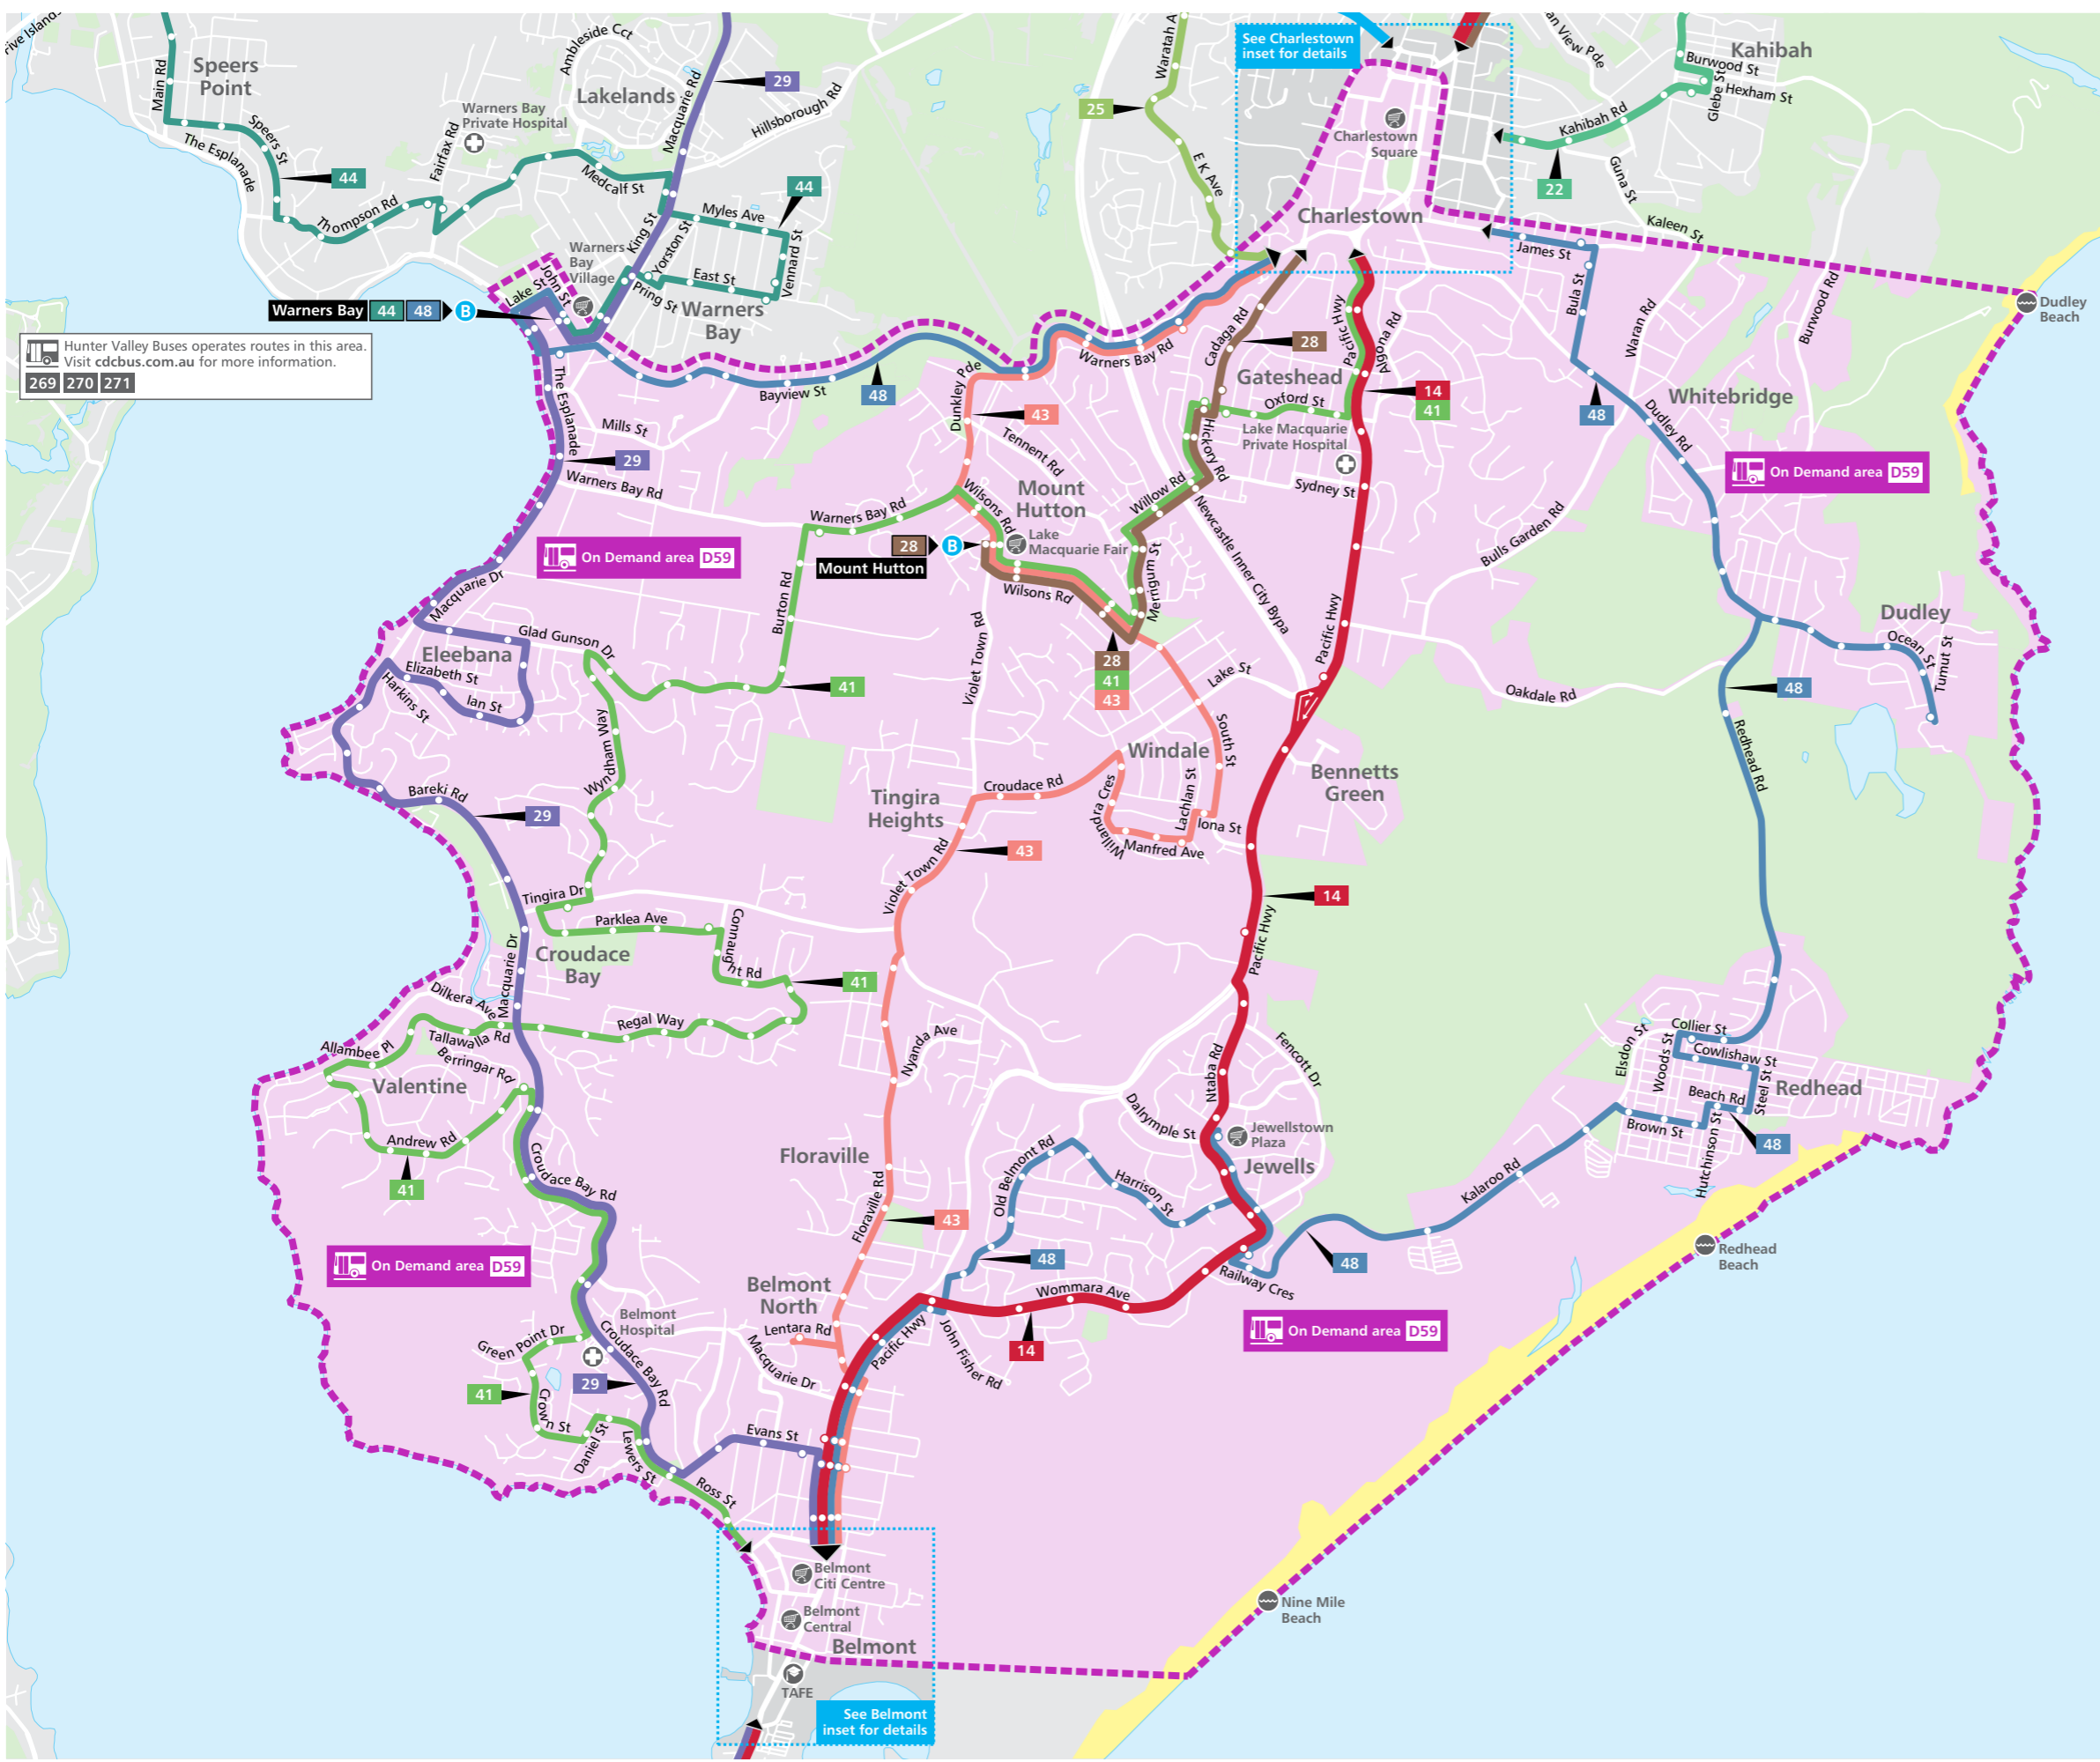 Five Islands
Main Rd
Speers
Point
Speers St
The Esplanade
44
Thompson Rd
Fairfax Rd
Warners Bay
Private Hospital
Ambleside Cct
Lakelands
Macquarie Rd
29
Hillsborough Rd
Medcalf St
44
Myles Ave
King St
Yorston St
Vennard St
East St
Pring St
Warners
Bay
Village
Warners
Bay
John St
Lake St
Warners Bay 44 48 B
Hunter Valley Buses operates routes in this area.
Visit cdcbus.com.au for more information.
269 270 271
25
Waratah A
E K Ave
See Charlestown
inset for details
Charlestown
Square
Charlestown
an View Pde
Kahibah
Burwood St
Hexham St
Glebe St
Kahibah Rd
22
Guna St
Kaleen St
James St
Bula St
Waran Rd
Burwood Rd
Dudley
Beach
48
Dudley Rd
Whitebridge
On Demand area D59
Warners Bay Rd
Cadaga Rd
28
Pacific Hwy
Auggona Rd
Gateshead
Oxford St
14
41
Lake Macquarie
Private Hospital
Hickory Rd
Sydney St
Bayview St
48
Dunkley Pde
43
Tennent Rd
The Esplanade
Mills St
29
Warners Bay Rd
Mount
Hutton
Wilsons Rd
Willow Rd
Newcastle Inner City Bypa
Warners Bay Rd
Lake
Macquarie Fair
28 B
Mount Hutton
Wilsons Rd
Merrigum St
Bulls Garden Rd
On Demand area D59
Macquarie Dr
Burton Rd
Violet Town Rd
Pacific Hwy
Dudley
Ocean St
Tumut St
Glad Gunson Dr
Eleebana
Elizabeth St
Harkins St
Ian St
41
28
41
43
Lake St
Oakdale Rd
48
Redhead Rd
Wyndham Way
South St
Windale
Bennetts
Green
Croudace Rd
Tingira
Heights
Bareki Rd
29
Willandra Cres
Lachlan St
Iona St
Manfred Ave
43
Violet Town Rd
14
Pacific Hwy
Tingira Dr
Parklea Ave
Connaught Rd
Croudace
Bay
Macquarie Dr
41
Dilkera Ave
Regal Way
Tallawalla Rd
Allambee Pl
Berringar Rd
Valentine
Nyanda Ave
Ntaba Rd
Fencott Dr
Elsdon St
Collier St
Woods St
Cowlishaw St
Redhead
Steel St
Beach Rd
Brown St
Hutchinson St
48
Dalrymple St
Jewellstown
Plaza
Jewells
Andrew Rd
41
Croudace Bay Rd
Floraville
Floraville Rd
43
Old Belmont Rd
Harrison St
Kalaroo Rd
48
48
Redhead
Beach
On Demand area D59
Railway Cres
Wommara Ave
Belmont
North
Lentara Rd
Belmont
Hospital
Green Point Dr
Croudace Bay Rd
Macquarie Dr
Pacific Hwy
John Fisher Rd
14
On Demand area D59
41
29
Crown St
Daniel St
Lewers St
Evans St
Ross St
Belmont
Citi Centre
Belmont
Central
Belmont
TAFE
See Belmont
inset for details
Nine Mile
Beach